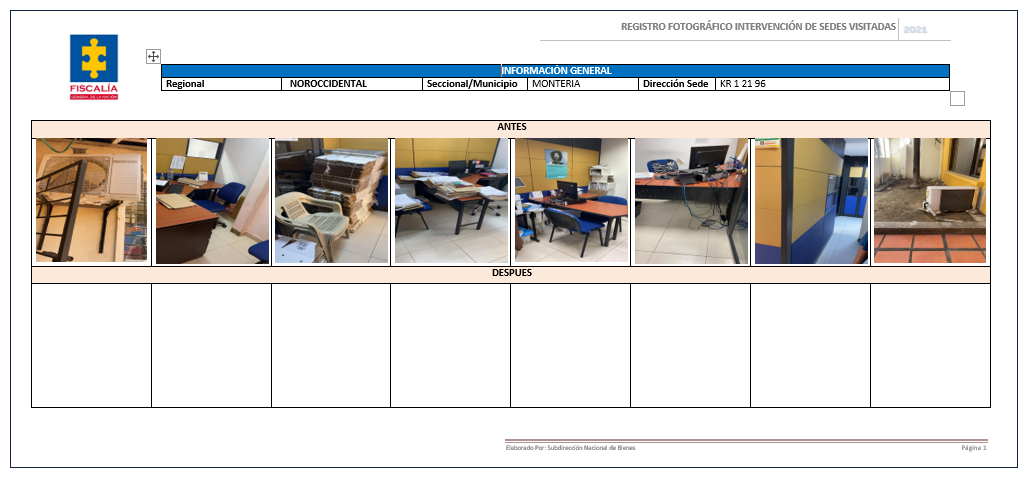 REGISTRO FOTOGRÁFICO INTERVENCIÓN DE SEDES VISITADAS 2021
FISCALÍA
GENERAL DE LA NACIÓN
INFORMACIÓN GENERAL
Regional NOROCCIDENTAL Seccional/Municipio MONTERIA Dirección Sede KR 1 21 96
ANTES
DESPUES
Elaborado Por: Subdirección Nacional de Bienes Página 1